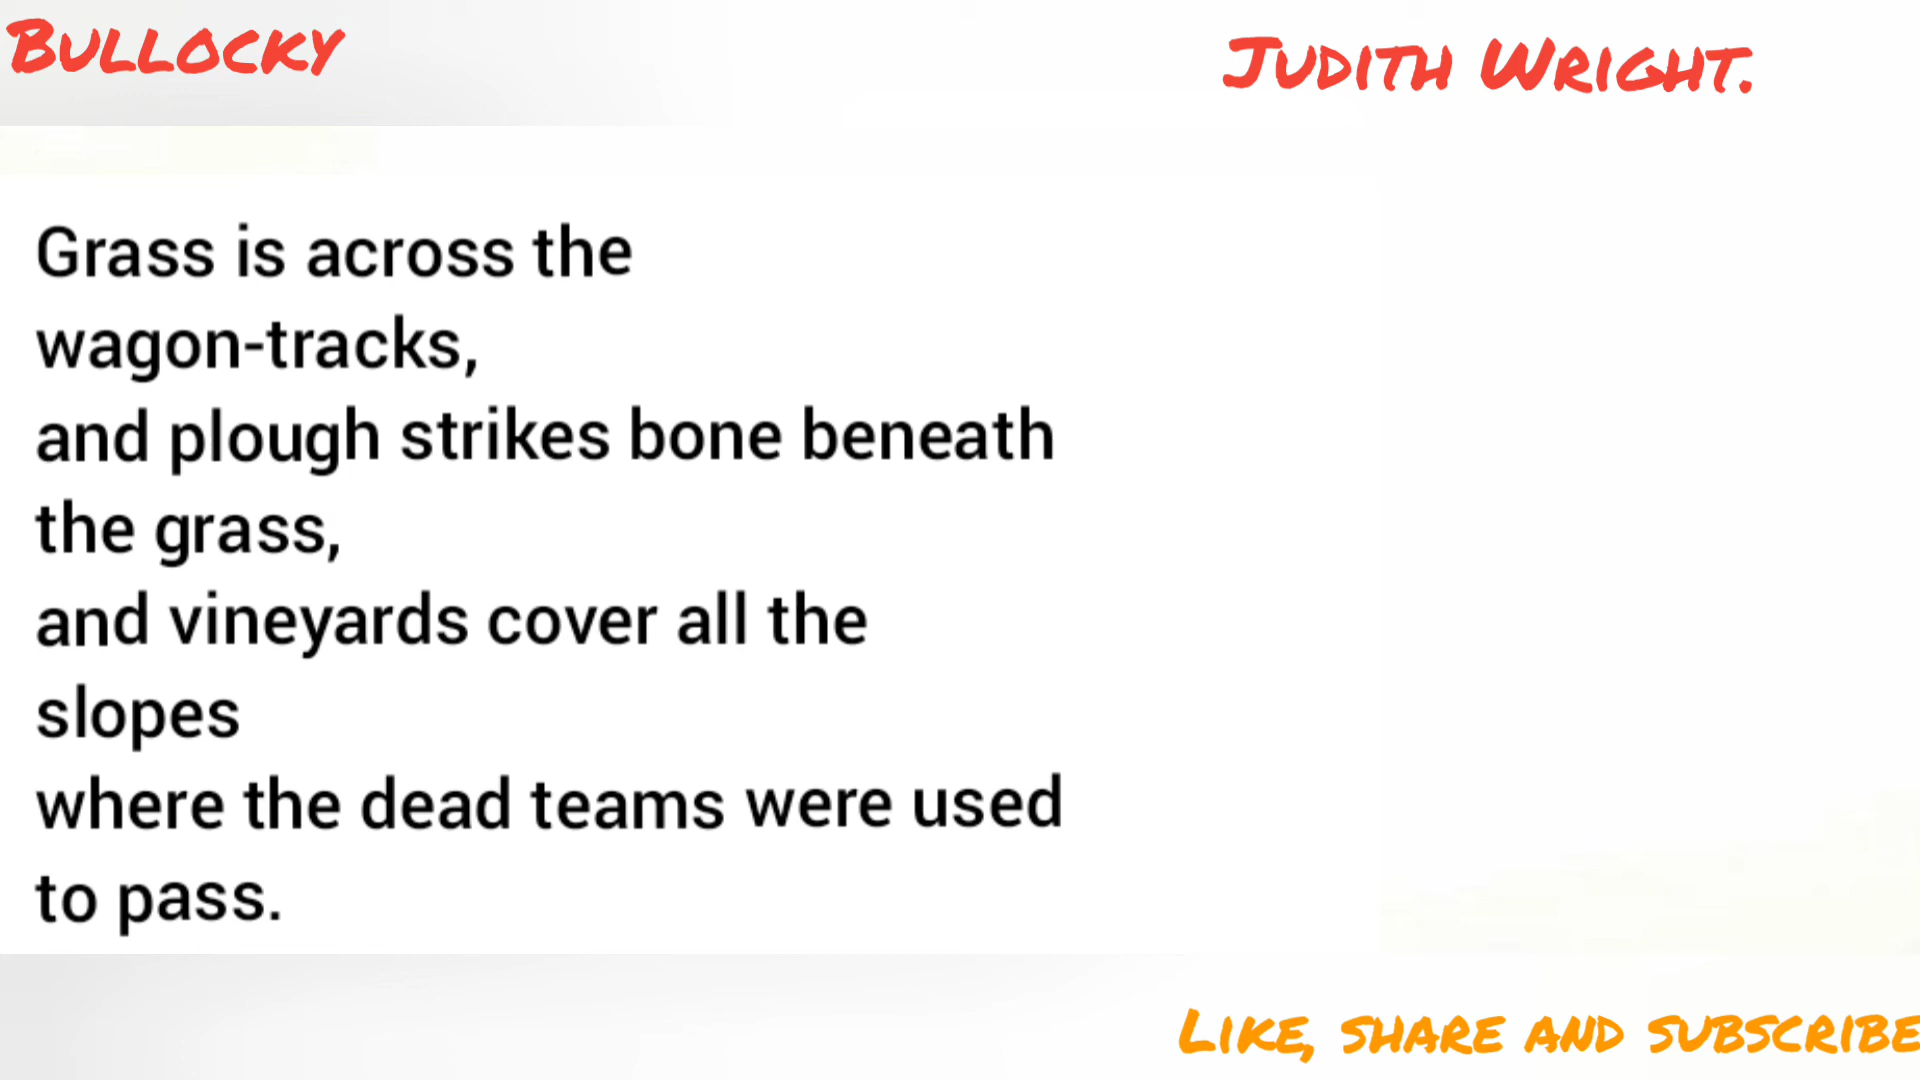 Bullocky
Judith Wright.
Grass is across the
wagon-tracks,
and plough strikes bone beneath
the grass,
and vineyards cover all the
slopes
where the dead teams were used
to pass.
Like, share and subscribe